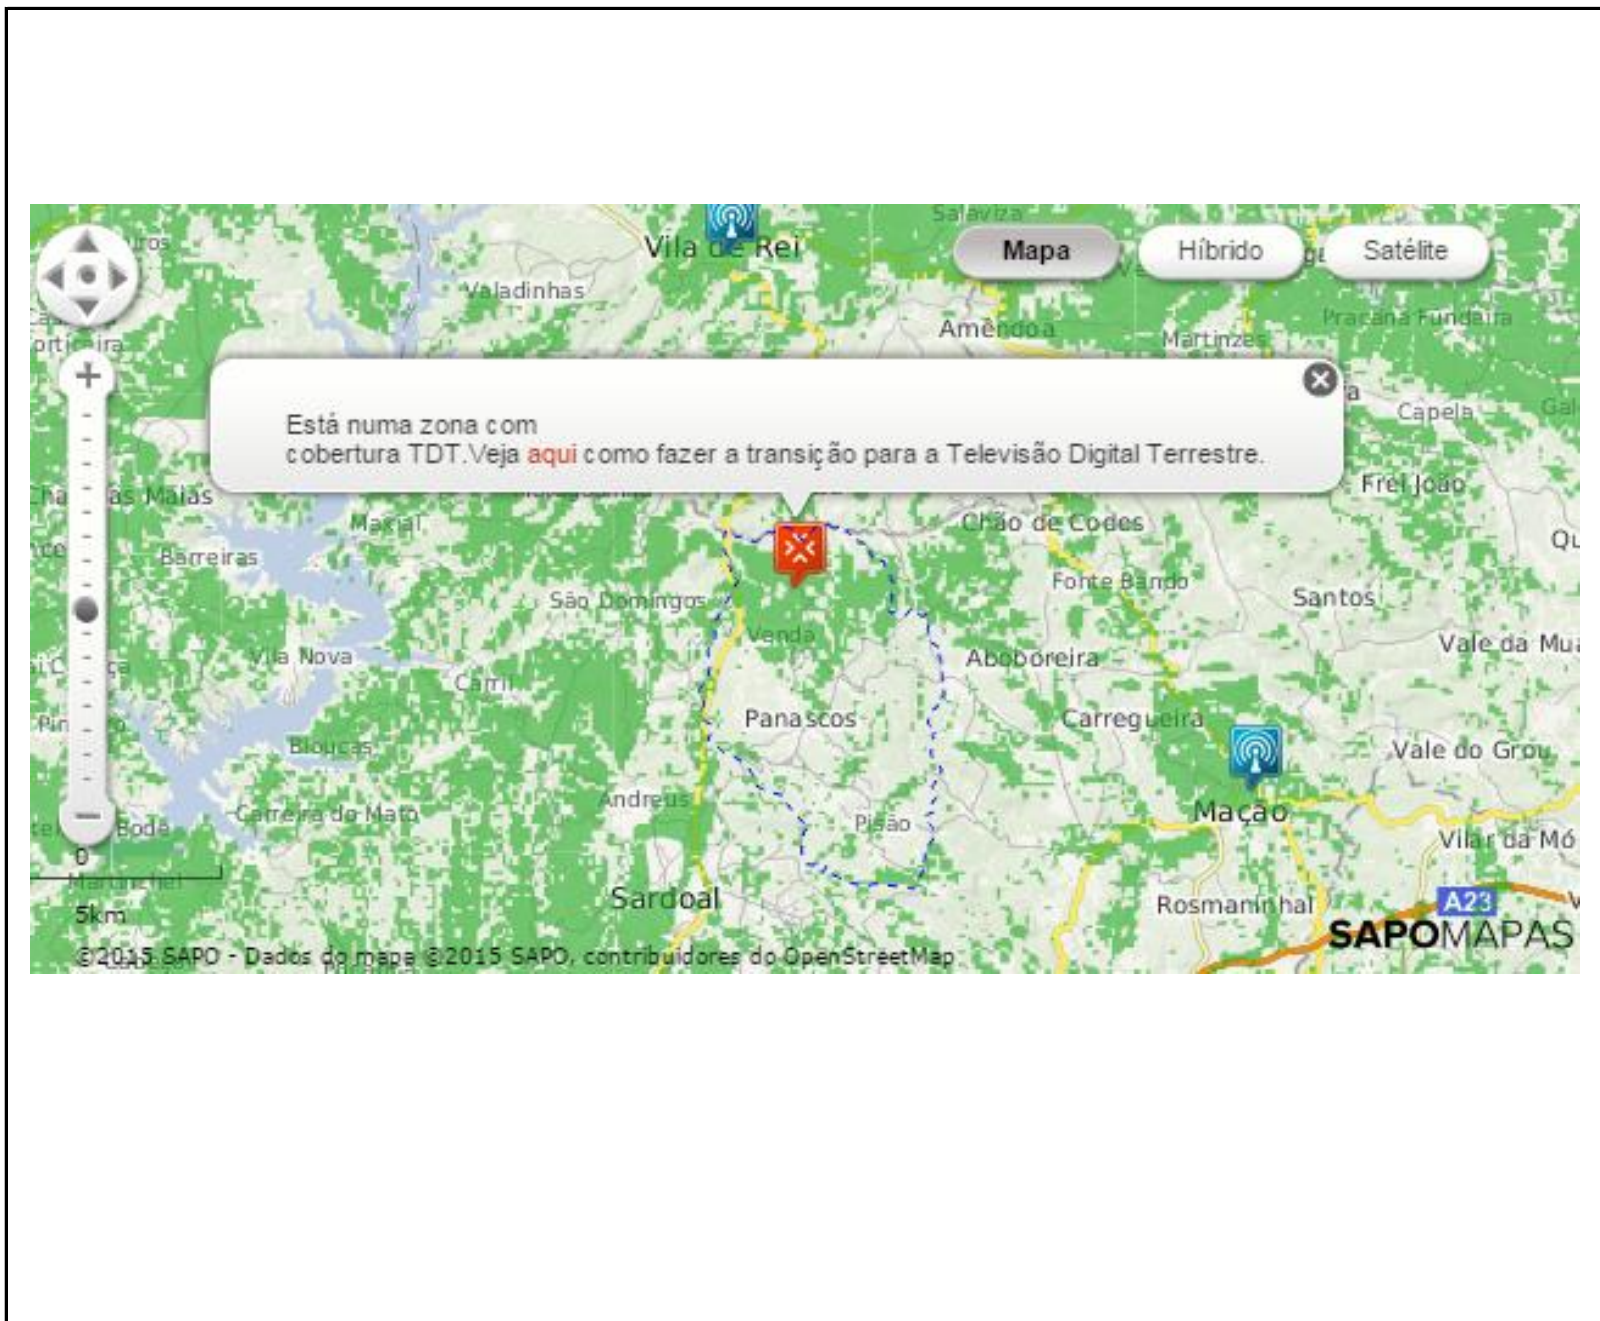 Salaviza
Vila de Rei
Mapa
Híbrido
Satélite
Valadinhas
Amêndoa
Martinzes
Pracana Fundeira
Capela
Está numa zona com
cobertura TDT.Veja aqui como fazer a transição para a Televisão Digital Terrestre.
Frei João
Maxial
Chão de Codes
Barreiras
Fonte Bando
São Domingos
Santos
Venda
Vale da Mua
Vila Nova
Aboboreira
Carril
Panascos
Carregueira
Bioucas
Vale do Grou
Andreus
Carreira do Mato
Mação
Bode
Pisão
Vilar da Mó
0
Martinchel
Sardoal
Rosmaninhal
A23
5km
SAPOMAPAS
©2015 SAPO - Dados do mapa ©2015 SAPO, contribuidores do OpenStreetMap